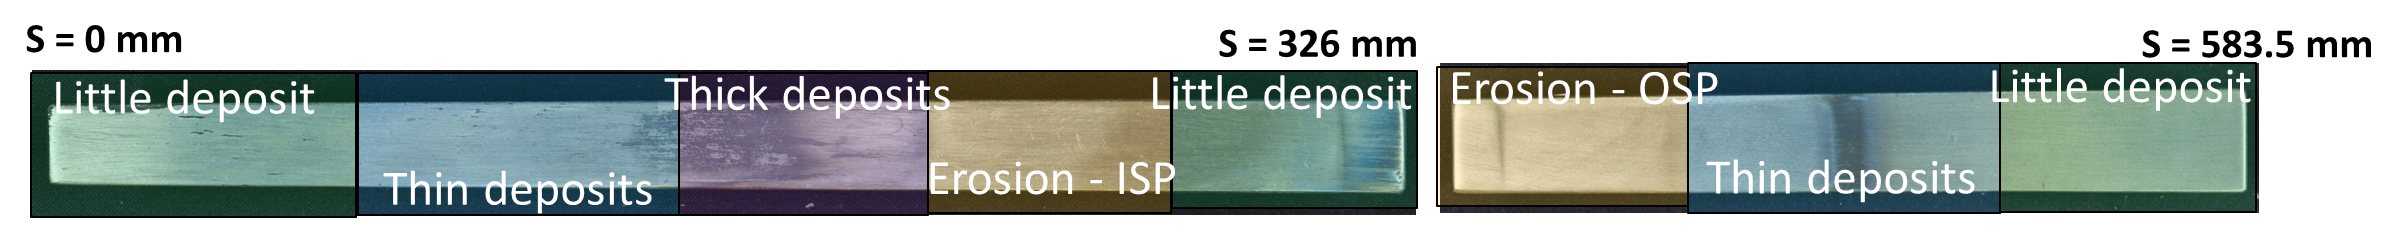 S = 0 mm
S = 326 mm
S = 583.5 mm
Little deposit
Thin deposits
Thick deposits
Erosion - ISP
Little deposit
Erosion - OSP
Thin deposits
Little deposit